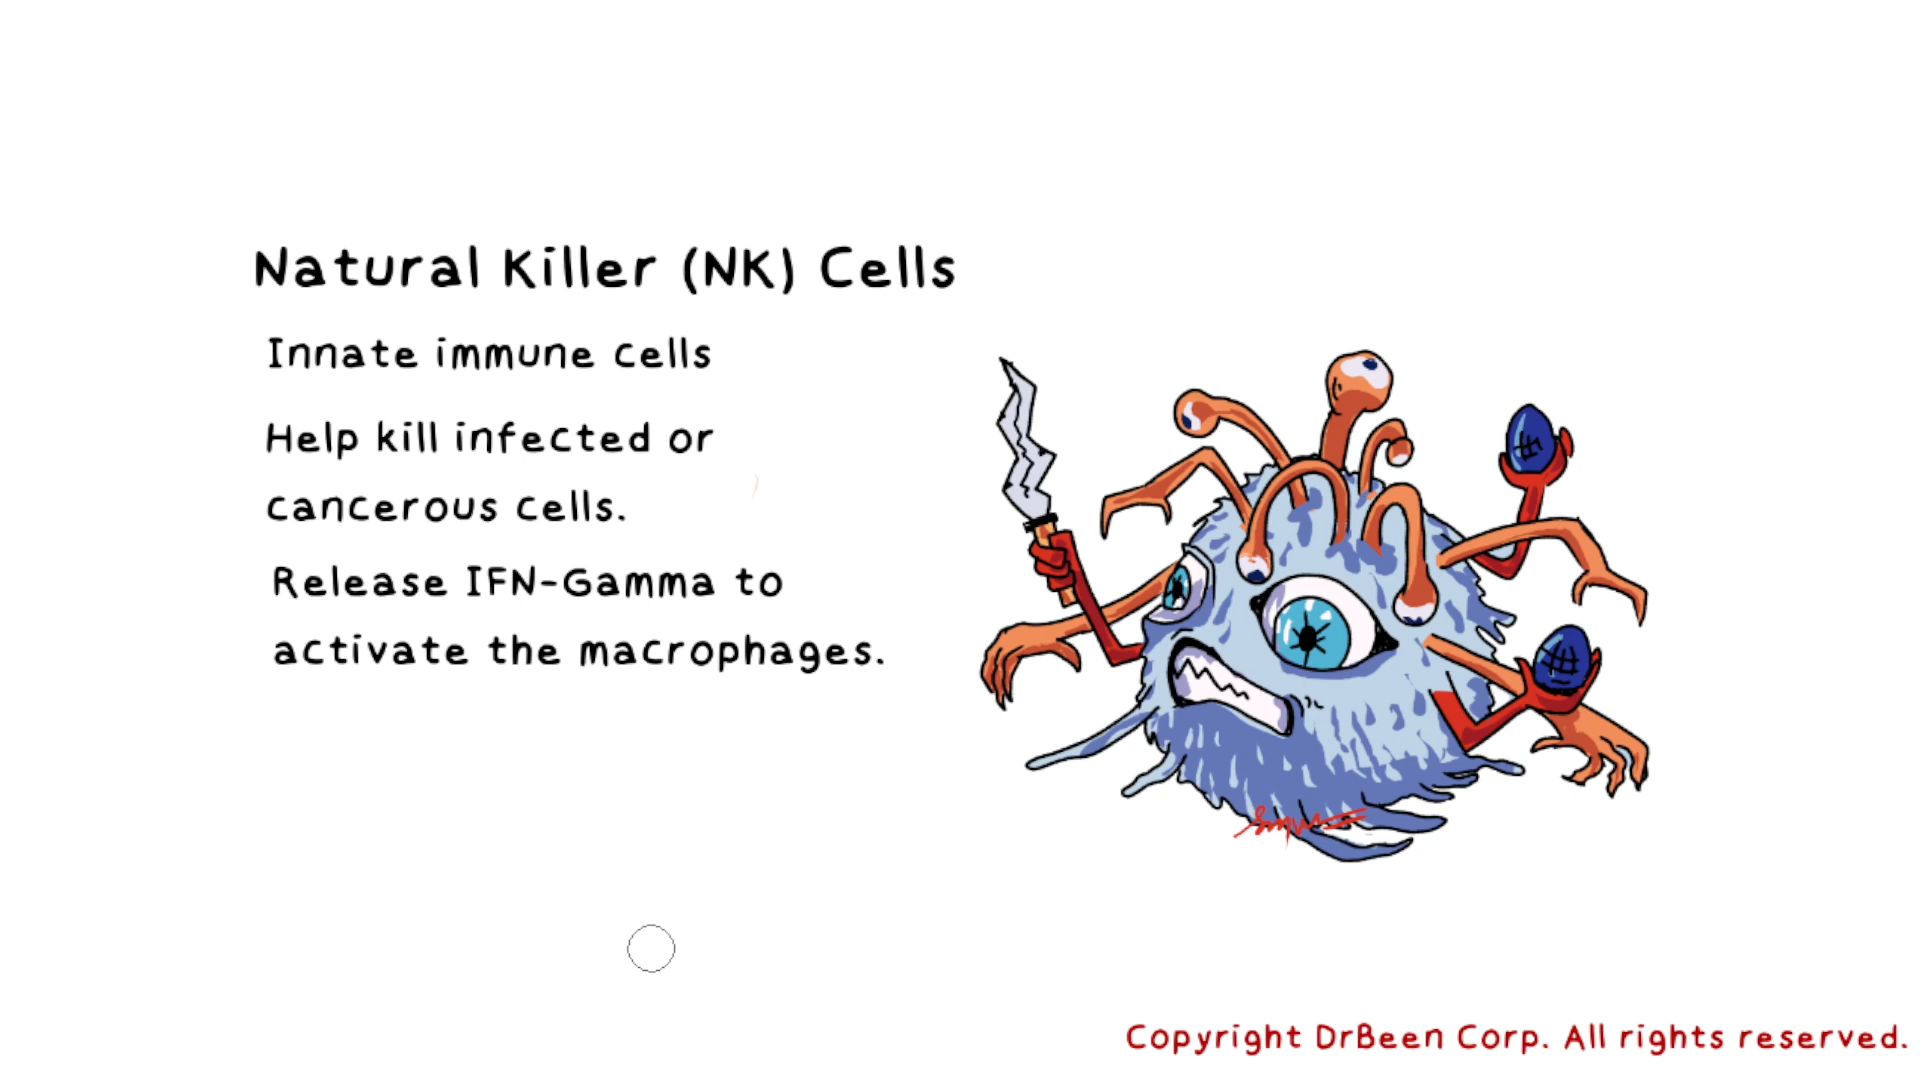 Natural Killer (NK) Cells
Innate immune cells
Help kill infected or
cancerous cells.
Release IFN-Gamma to
activate the macrophages.
Copyright DrBeen Corp. All rights reserved.